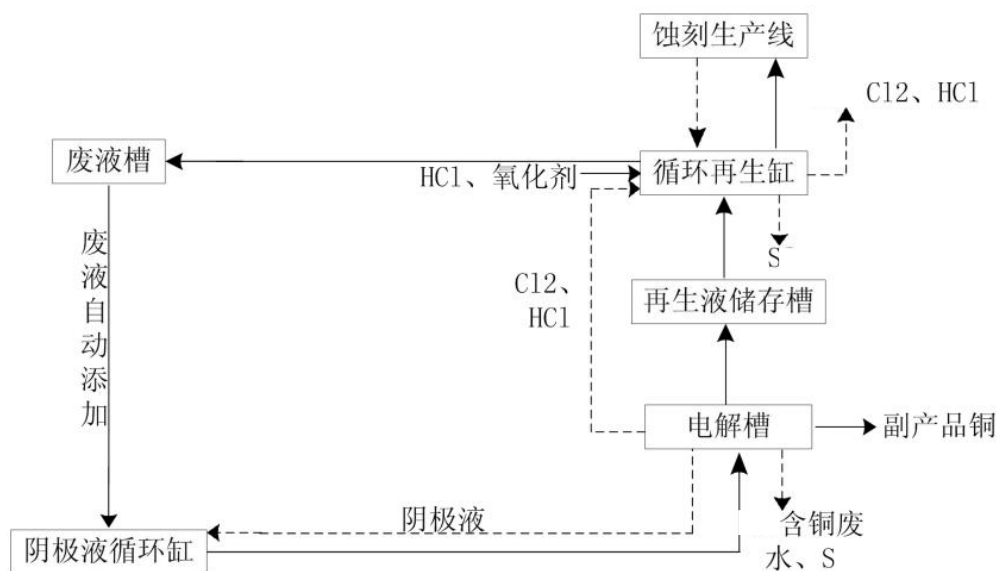 蚀刻生产线
Cl2、HCl
废液槽
HCl、氧化剂
循环再生缸
S
Cl2、
HCl
再生液储存槽
废液自动添加
电解槽
副产品铜
阴极液
含铜废
水、S
阴极液循环缸